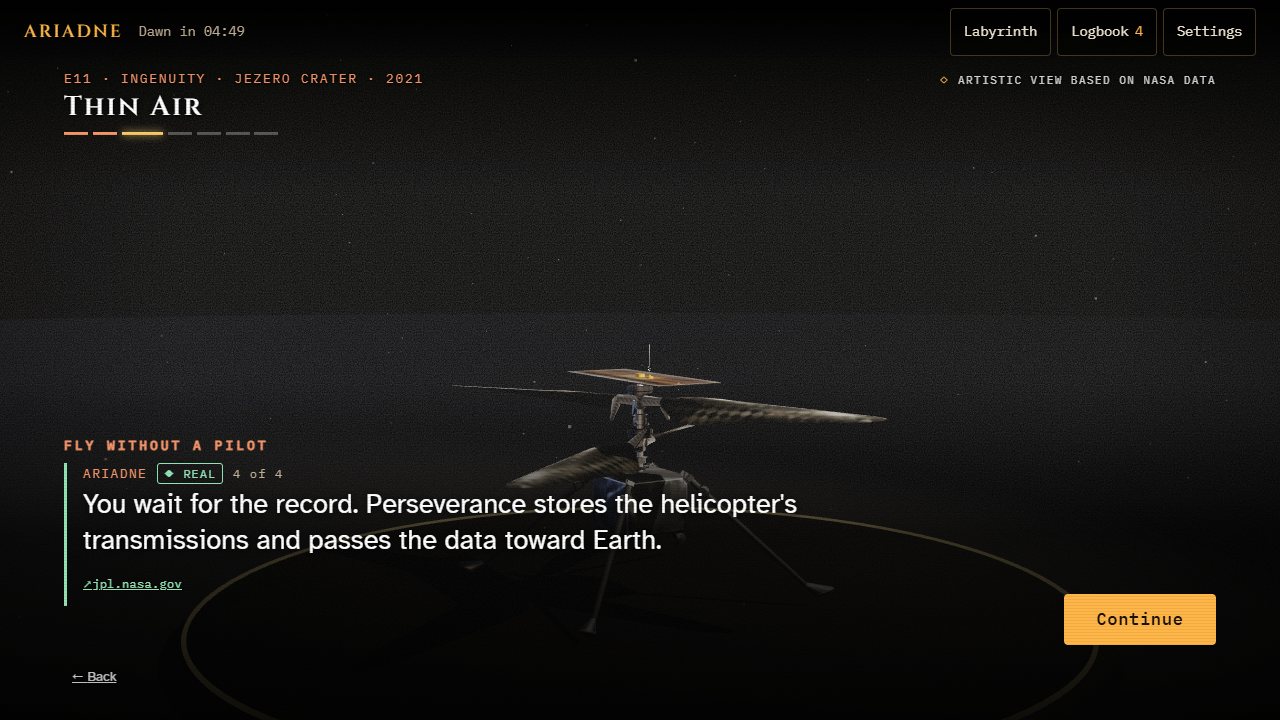 ARIADNE Dawn in 04:49 Labyrinth Logbook 4 Settings
E11 · INGENUITY · JEZERO CRATER · 2021
◇ ARTISTIC VIEW BASED ON NASA DATA
THIN AIR
FLY WITHOUT A PILOT
ARIADNE ◆ REAL 4 of 4
You wait for the record. Perseverance stores the helicopter's
transmissions and passes the data toward Earth.
↗jpl.nasa.gov
Continue
← Back